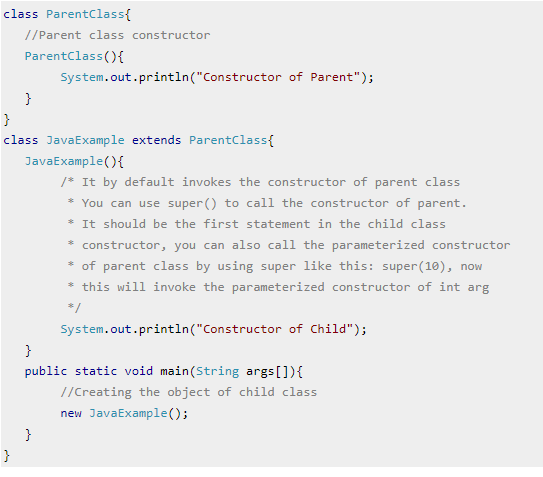 class ParentClass{
//Parent class constructor
ParentClass(){
System.out.println("Constructor of Parent");
}
}
class JavaExample extends ParentClass{
JavaExample(){
/* It by default invokes the constructor of parent class
* You can use super() to call the constructor of parent.
* It should be the first statement in the child class
* constructor, you can also call the parameterized constructor
* of parent class by using super like this: super(10), now
* this will invoke the parameterized constructor of int arg
*/
System.out.println("Constructor of Child");
}
public static void main(String args[]){
//Creating the object of child class
new JavaExample();
}
}